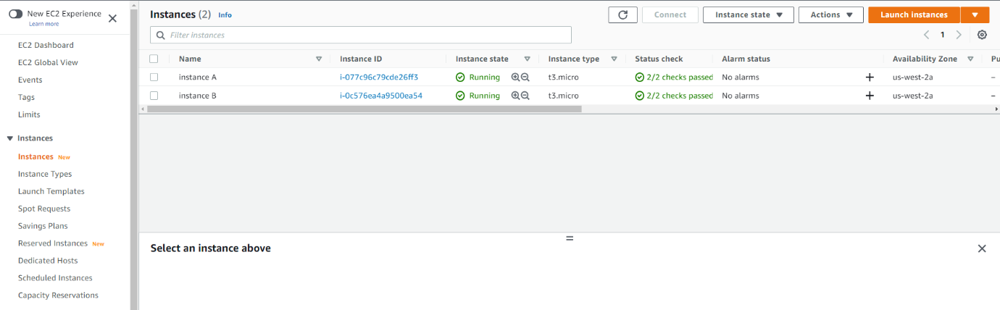 New EC2 Experience
Learn more
EC2 Dashboard
EC2 Global View
Events
Tags
Limits
Instances
Instances New
Instance Types
Launch Templates
Spot Requests
Savings Plans
Reserved Instances New
Dedicated Hosts
Scheduled Instances
Capacity Reservations
Instances (2) Info
Connect Instance state Actions Launch instances
Filter instances
1
Name Instance ID Instance state Instance type Status check Alarm status Availability Zone Pu
instance A i-077c96c79cde26ff3 Running t3.micro 2/2 checks passed No alarms + us-west-2a –
instance B i-0c576ea4a9500ea54 Running t3.micro 2/2 checks passed No alarms + us-west-2a –
Select an instance above